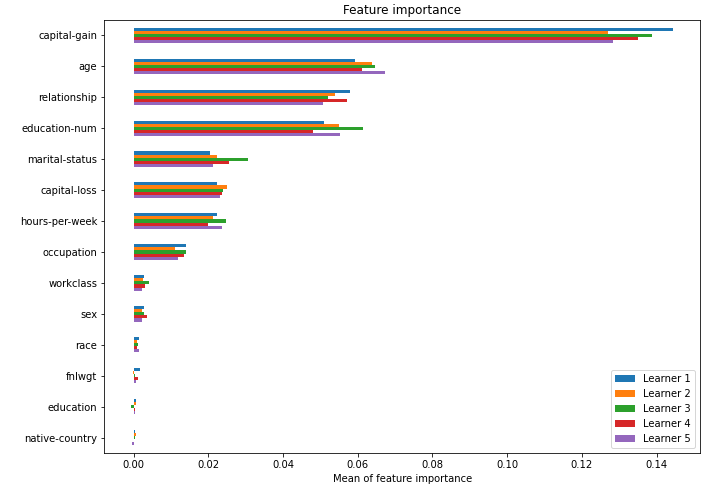 Feature importance
capital-gain
age
relationship
education-num
marital-status
capital-loss
hours-per-week
occupation
workclass
sex
race
fnlwgt
education
native-country
Learner 1
Learner 2
Learner 3
Learner 4
Learner 5
0.00 0.02 0.04 0.06 0.08 0.10 0.12 0.14
Mean of feature importance